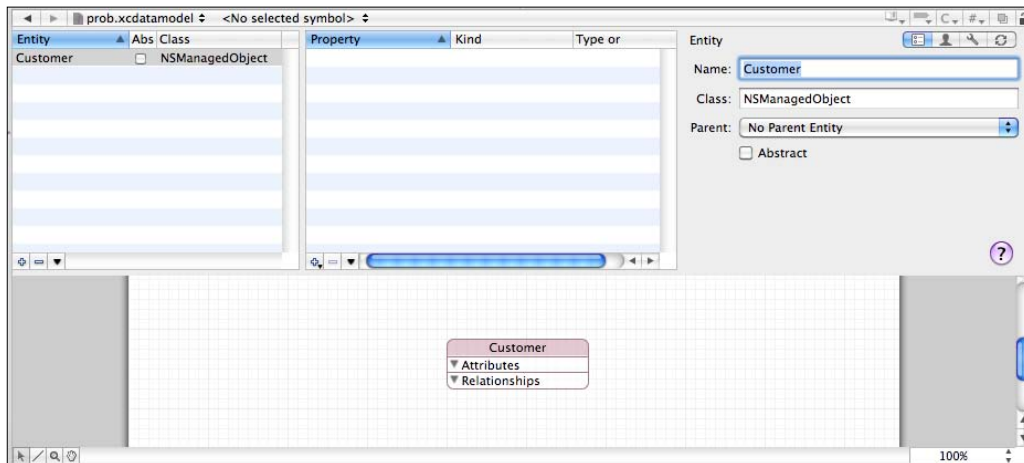 prob.xcdatamodel <No selected symbol> C #
Entity Abs Class
Customer NSManagedObject
Property Kind Type or
Entity
Name: Customer
Class: NSManagedObject
Parent: No Parent Entity
Abstract
?
Customer
Attributes
Relationships
100%